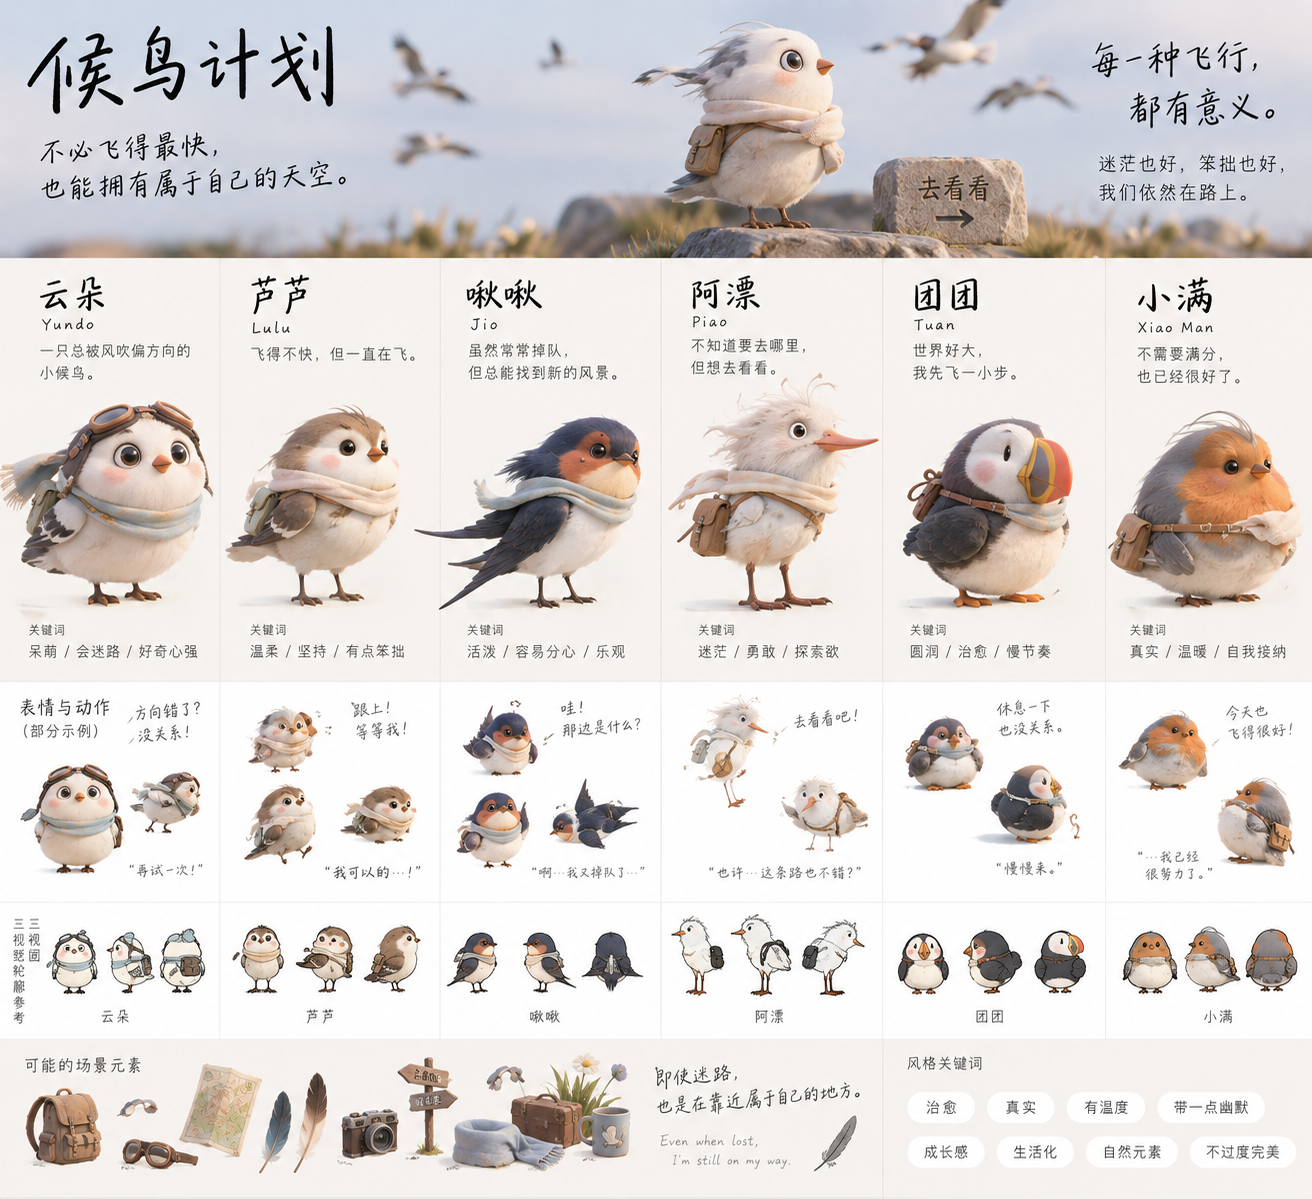 候鸟计划
不必飞得最快，
也能拥有属于自己的天空。
去看看
→
每一种飞行，
都有意义。
迷茫也好，笨拙也好，
我们依然在路上。
云朵
Yundo
一只总被风吹偏方向的
小候鸟。
关键词
呆萌 / 会迷路 / 好奇心强
芦芦
Lulu
飞得不快，但一直在飞。
关键词
温柔 / 坚持 / 有点笨拙
啾啾
Jio
虽然常常掉队，
但总能找到新的风景。
关键词
活泼 / 容易分心 / 乐观
阿漂
Piao
不知道要去哪里，
但想去看看。
关键词
迷茫 / 勇敢 / 探索欲
团团
Tuan
世界好大，
我先飞一小步。
关键词
圆润 / 治愈 / 慢节奏
小满
Xiao Man
不需要满分，
也已经很好了。
关键词
真实 / 温暖 / 自我接纳
表情与动作
（部分示例）
方向错了？
没关系！
“再试一次！”
跟上！
等等我！
“我可以的…！”
哇！
那边是什么？
“啊…我又掉队了…”
去看看吧！
“也许…这条路也不错？”
休息一下
也没关系。
“慢慢来。”
今天也
飞得很好！
“…我已经
很努力了。”
三视图
三视 轮廓参考
云朵
芦芦
啾啾
阿漂
团团
小满
可能的场景元素
即使迷路，
也是在靠近属于自己的地方。
Even when lost,
I'm still on my way.
风格关键词
治愈
真实
有温度
带一点幽默
成长感
生活化
自然元素
不过度完美